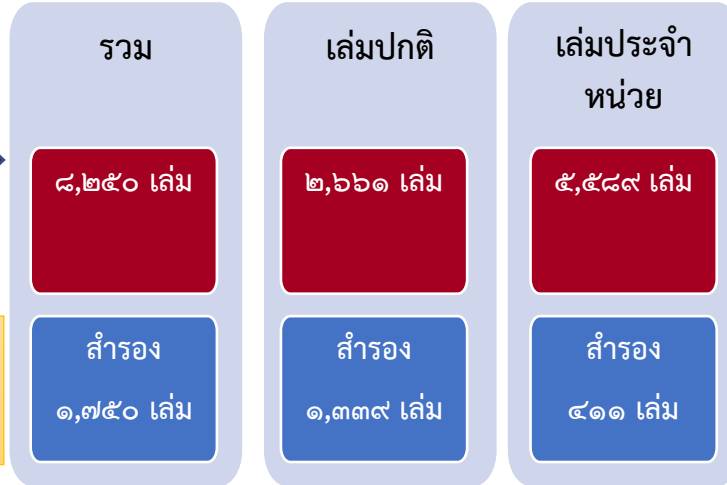 รวม
๘,๒๕๐ เล่ม
สำรอง
๑,๗๕๐ เล่ม
เล่มปกติ
๒,๖๖๑ เล่ม
สำรอง
๑,๓๓๙ เล่ม
เล่มประจำ
หน่วย
๕,๕๘๙ เล่ม
สำรอง
๔๑๑ เล่ม